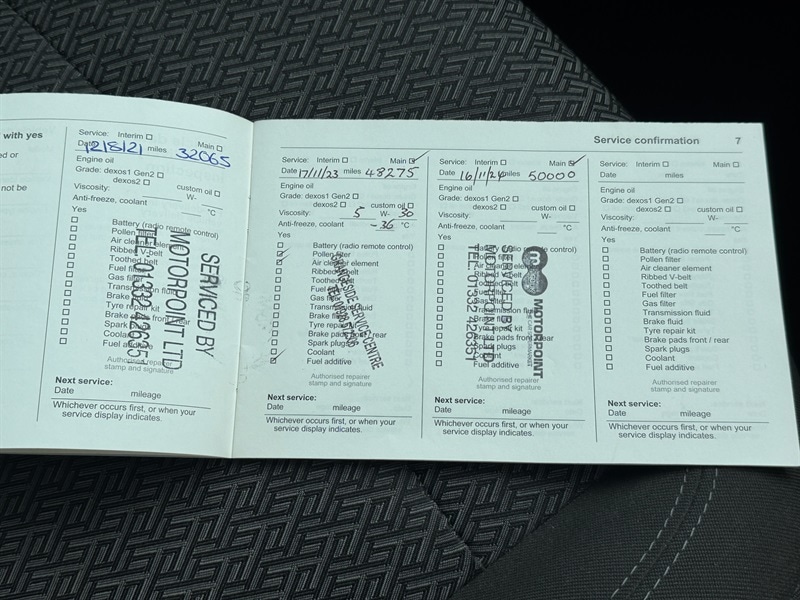 with yes
ed or
not be
Service: Interim ☐ Main ☐
Date 12/8/21 miles 32065
Engine oil
Grade: dexos1 Gen2 ☐
dexos2 ☐ custom oil ☐
Viscosity: W-
Anti-freeze, coolant °C
Yes
☐ Battery (radio remote control)
☐ Pollen filter
☐ Air cleaner element
☐ Ribbed V-belt
☐ Toothed belt
☐ Fuel filter
☐ Gas filter
☐ Transmission fluid
☐ Brake fluid
☐ Tyre repair kit
☐ Brake pads front / rear
☐ Spark plugs
☐ Coolant
☐ Fuel additive
SERVICED BY
MOTORPOINT LTD
Authorised repairer
stamp and signature
Next service:
Date mileage
Whichever occurs first, or when your
service display indicates.
Service confirmation 7
Service: Interim ☐ Main ☑
Date 17/11/23 miles 48275
Engine oil
Grade: dexos1 Gen2 ☐
dexos2 ☐ custom oil ☐
Viscosity: 5 W- 30
Anti-freeze, coolant -36 °C
Yes
☐ Battery (radio remote control)
☑ Pollen filter
☑ Air cleaner element
☐ Ribbed V-belt
☐ Toothed belt
☐ Fuel filter
☐ Gas filter
☐ Transmission fluid
☐ Brake fluid
☐ Tyre repair kit
☐ Brake pads front / rear
☐ Spark plugs
☐ Coolant
☑ Fuel additive
SERVICE CENTRE
Authorised repairer
stamp and signature
Next service:
Date mileage
Whichever occurs first, or when your
service display indicates.
Service: Interim ☐ Main ☑
Date 16/11/24 miles 50000
Engine oil
Grade: dexos1 Gen2 ☐
dexos2 ☐ custom oil ☐
Viscosity: W-
Anti-freeze, coolant °C
Yes
☐ Battery (radio remote control)
☐ Pollen filter
☐ Air cleaner element
☐ Ribbed V-belt
☐ Toothed belt
☐ Fuel filter
☐ Gas filter
☐ Transmission fluid
☐ Brake fluid
☐ Tyre repair kit
☐ Brake pads front / rear
☐ Spark plugs
☐ Coolant
☐ Fuel additive
m
MOTORPOINT
SERVICED BY
MOTORPOINT LTD
TEL: 01332 426351
Authorised repairer
stamp and signature
Next service:
Date mileage
Whichever occurs first, or when your
service display indicates.
Service: Interim ☐ Main ☐
Date miles
Engine oil
Grade: dexos1 Gen2 ☐
dexos2 ☐ custom oil ☐
Viscosity: W-
Anti-freeze, coolant °C
Yes
☐ Battery (radio remote control)
☐ Pollen filter
☐ Air cleaner element
☐ Ribbed V-belt
☐ Toothed belt
☐ Fuel filter
☐ Gas filter
☐ Transmission fluid
☐ Brake fluid
☐ Tyre repair kit
☐ Brake pads front / rear
☐ Spark plugs
☐ Coolant
☐ Fuel additive
Authorised repairer
stamp and signature
Next service:
Date mileage
Whichever occurs first, or when your
service display indicates.